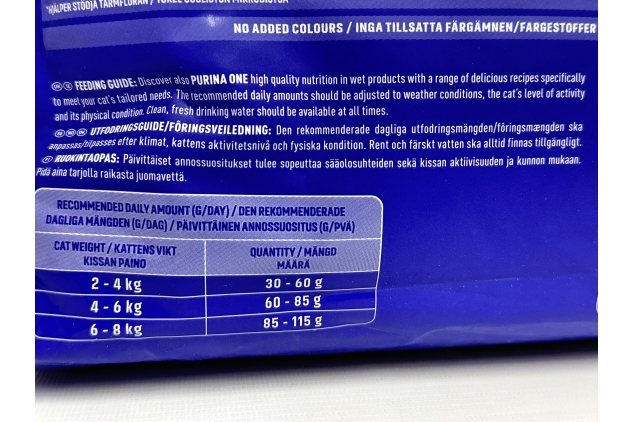 *HJÄLPER STÖDJA TARMFLORAN / TUKEE SUOLISTON MIKROBIOTAA
NO ADDED COLOURS / INGA TILLSATTA FÄRGÄMNEN/FARGESTOFFER
FEEDING GUIDE: Discover also PURINA ONE high quality nutrition in wet products with a range of delicious recipes specifically
to meet your cat's tailored needs. The recommended daily amounts should be adjusted to weather conditions, the cat's level of activity
and its physical condition. Clean, fresh drinking water should be available at all times.
UTFODRINGSGUIDE/FÔRINGSVEILEDNING: Den rekommenderade dagliga utfodringsmängden/fôringsmængden ska
anpassas/tilpasses efter klimat, kattens aktivitetsnivå och fysiska kondition. Rent och färskt vatten ska alltid finnas tillgängligt.
RUOKINTAOPAS: Päivittäiset annossuositukset tulee sopeuttaa sääolosuhteiden sekä kissan aktiivisuuden ja kunnon mukaan.
Pidä aina tarjolla raikasta juomavettä.
RECOMMENDED DAILY AMOUNT (G/DAY) / DEN REKOMMENDERADE
DAGLIGA MÄNGDEN (G/DAG) / PÄIVITTÄINEN ANNOSSUOSITUS (G/PVÄ)
CAT WEIGHT / KATTENS VIKT
KISSAN PAINO
QUANTITY / MÄNGD
MÄÄRÄ
2 - 4 kg 30 - 60 g
4 - 6 kg 60 - 85 g
6 - 8 kg 85 - 115 g